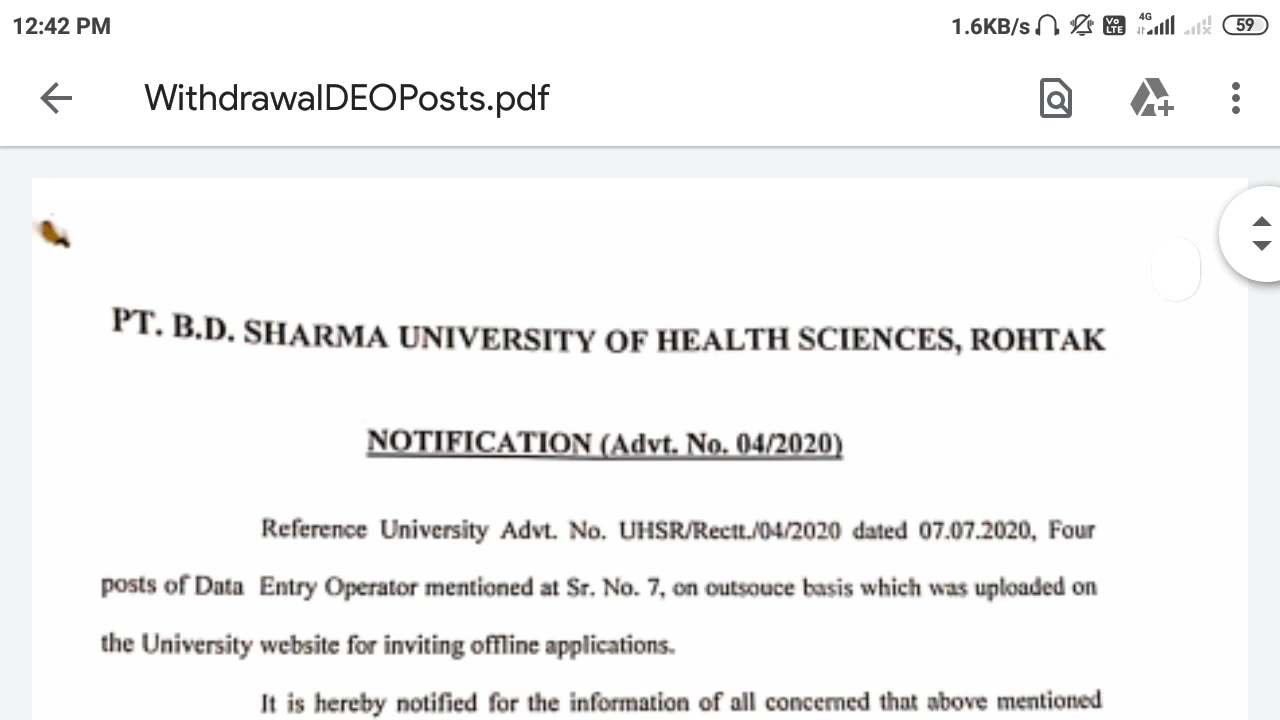 12:42 PM 1.6KB/s Vo LTE 4G 59
WithdrawalDEOPosts.pdf
PT. B.D. SHARMA UNIVERSITY OF HEALTH SCIENCES, ROHTAK
NOTIFICATION (Advt. No. 04/2020)
Reference University Advt. No. UHSR/Rectt./04/2020 dated 07.07.2020, Four
posts of Data Entry Operator mentioned at Sr. No. 7, on outsouce basis which was uploaded on
the University website for inviting offline applications.
It is hereby notified for the information of all concerned that above mentioned